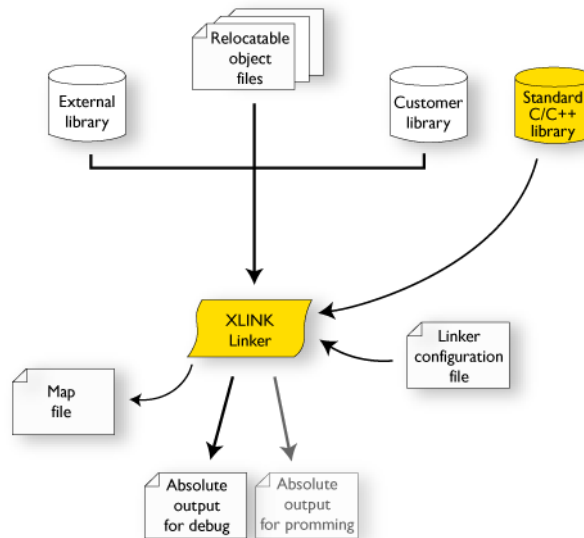 Relocatable
object
files
External
library
Customer
library
Standard
C/C++
library
XLINK
Linker
Linker
configuration
file
Map
file
Absolute
output
for debug
Absolute
output
for promming